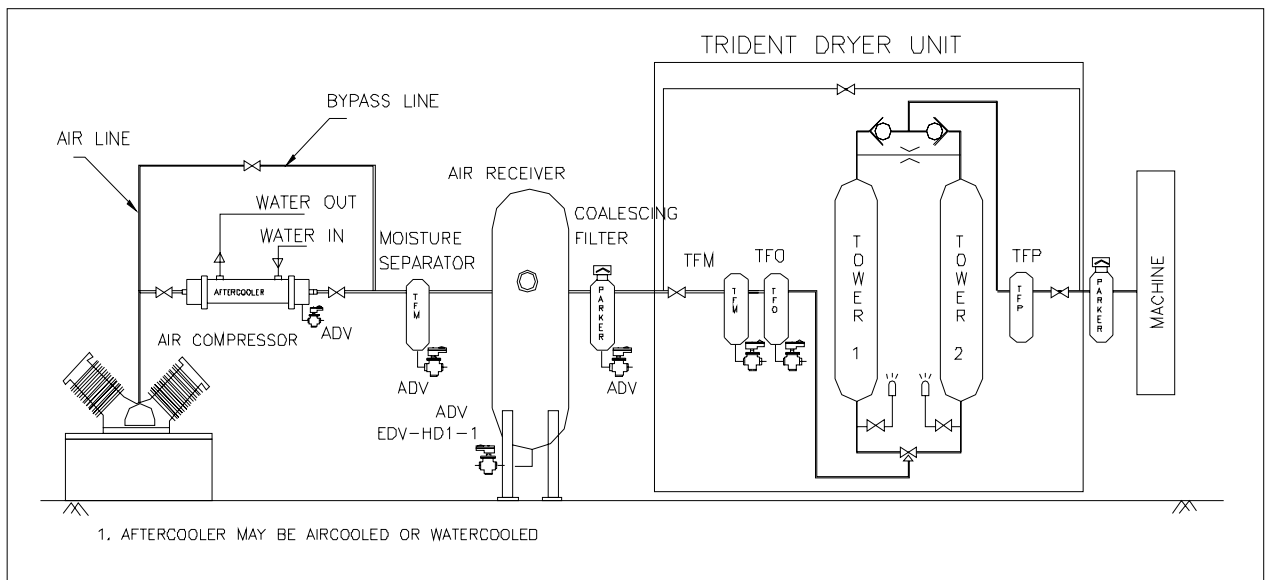 TRIDENT DRYER UNIT
BYPASS LINE
AIR LINE
AIR RECEIVER
WATER OUT
COALESCING
FILTER
WATER IN
MOISTURE
SEPARATOR
TFM
TFO
TFP
AFTERCOOLER
ADV
AIR COMPRESSOR
TFM
PARKER
TFM
TFO
TOWER
1
TOWER
2
TFP
PARKER
MACHINE
ADV
ADV
ADV
EDV-HD1-1
1. AFTERCOOLER MAY BE AIRCOOLED OR WATERCOOLED